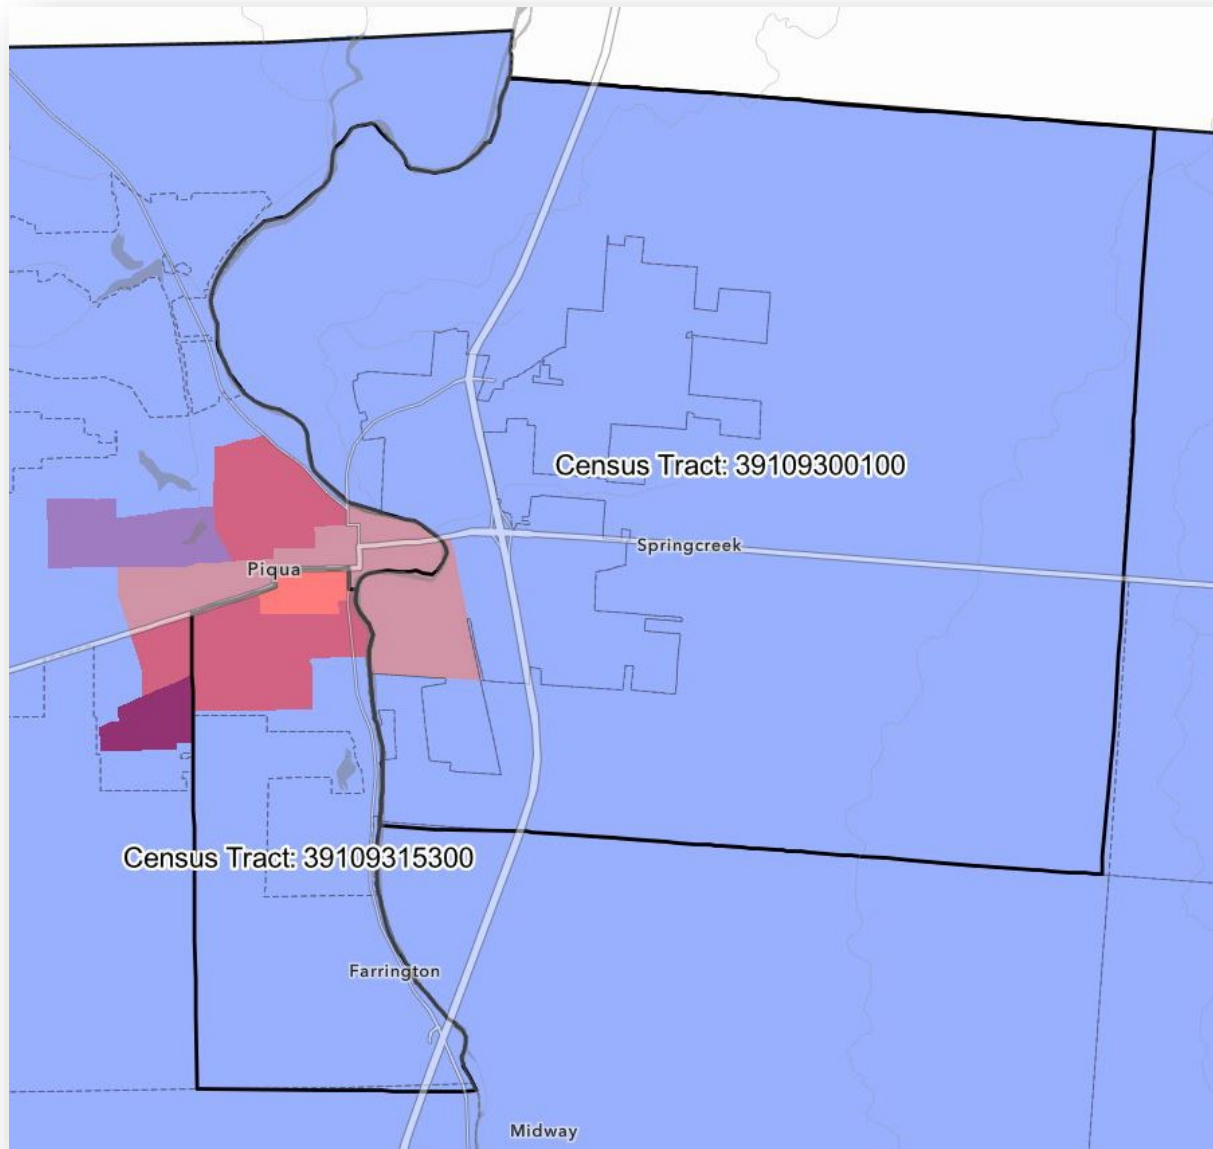 Census Tract: 39109300100
Springcreek
Piqua
Census Tract: 39109315300
Farrington
Midway